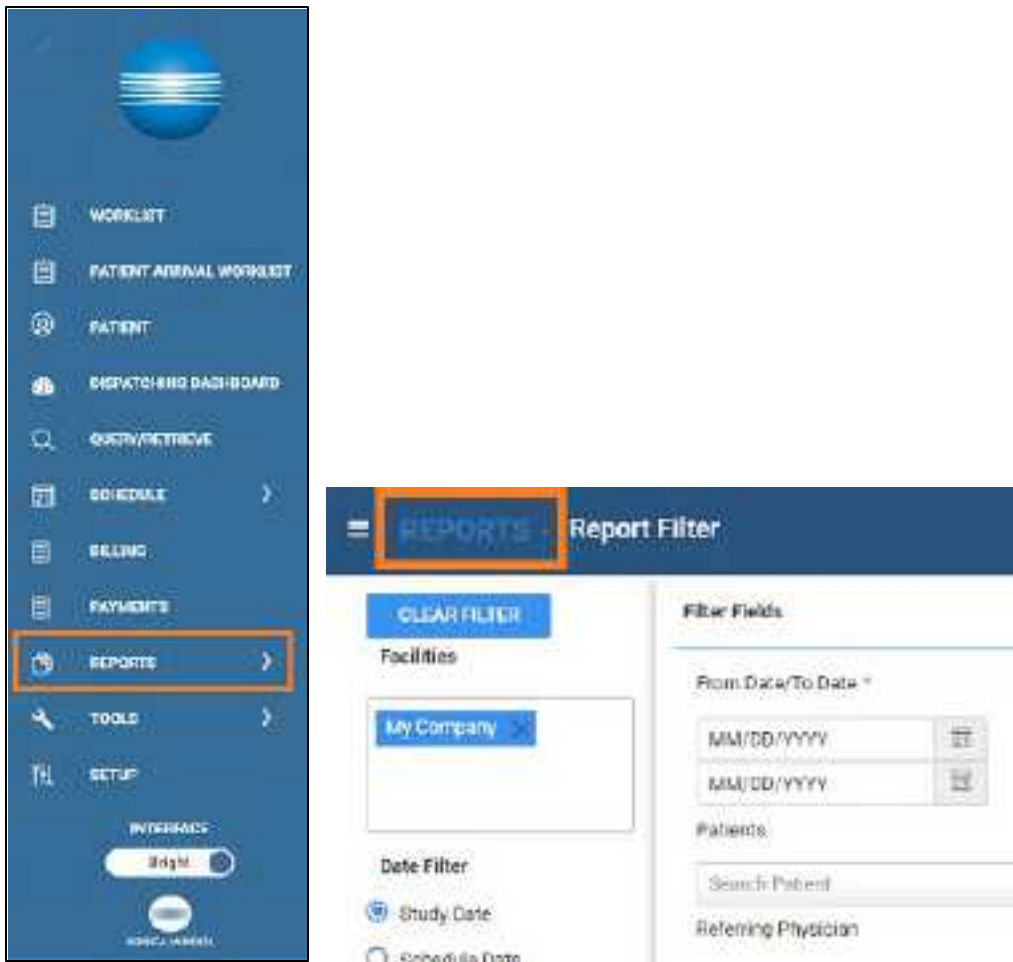 WORKLIST
PATIENT ARRIVAL WORKLIST
PATIENT
DISPATCHING DASHBOARD
QUERY/RETRIEVE
SCHEDULE
BILLING
PAYMENTS
REPORTS
TOOLS
SETUP
INTERFACE
Bright
KONICA MINOLTA
REPORTS - Report Filter
CLEAR FILTER
Facilities
My Company
Date Filter
Study Date
Schedule Date
Filter Fields
From Date/To Date *
MM/DD/YYYY
MM/DD/YYYY
Patients
Search Patient
Referring Physician